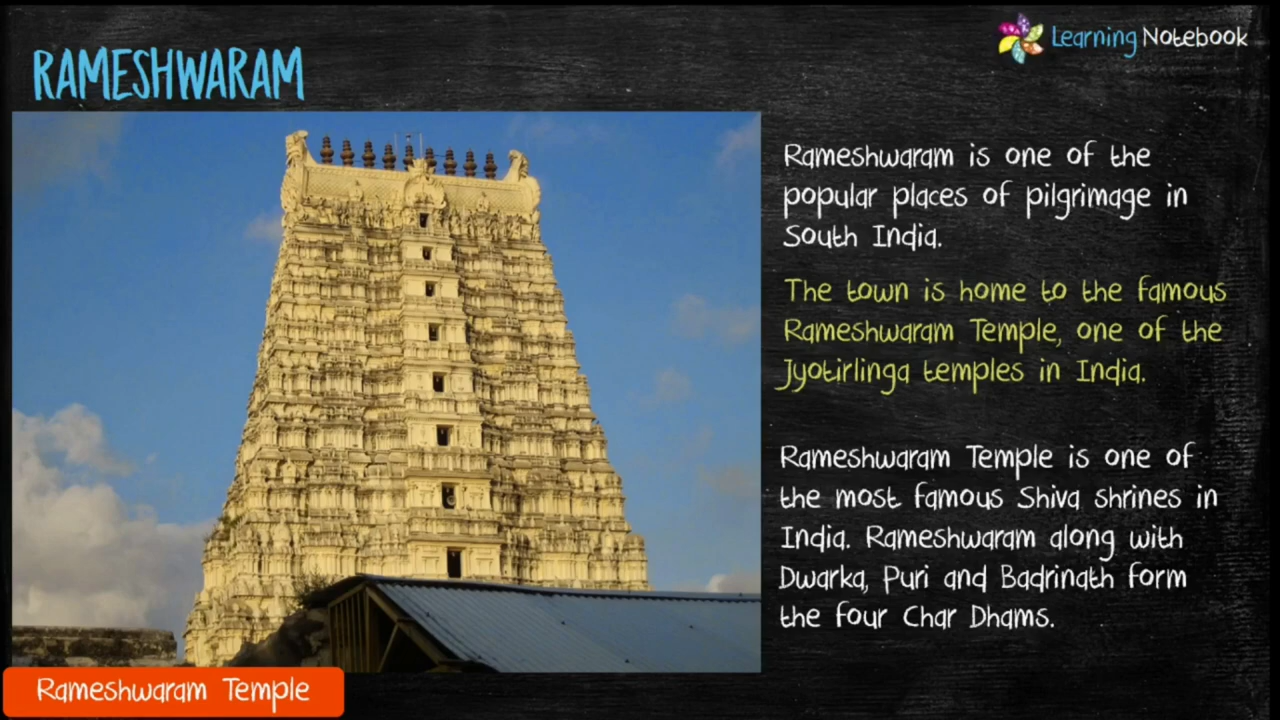 Learning Notebook
RAMESHWARAM
Rameshwaram is one of the
popular places of pilgrimage in
South India.
The town is home to the famous
Rameshwaram Temple, one of the
Jyotirlinga temples in India.
Rameshwaram Temple is one of
the most famous Shiva shrines in
India. Rameshwaram along with
Dwarka, Puri and Badrinath form
the four Char Dhams.
Rameshwaram Temple